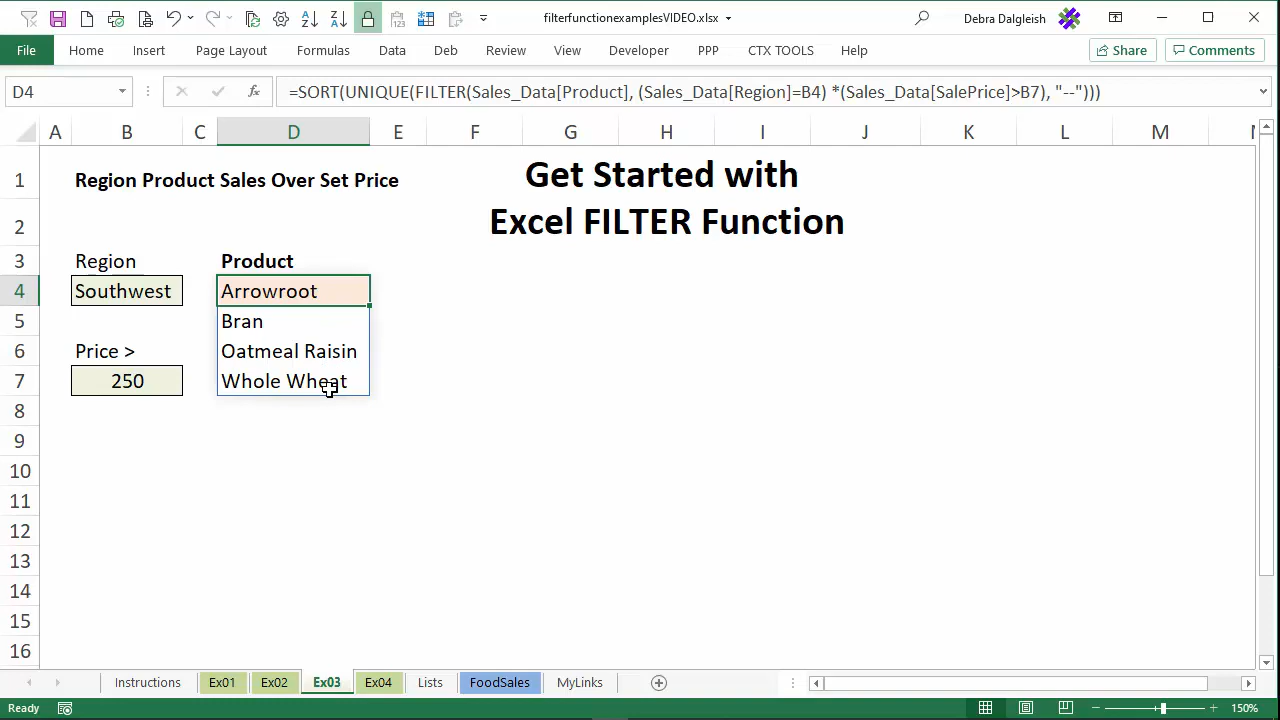 filterfunctionexamplesVIDEO.xlsx
Debra Dalgleish
File Home Insert Page Layout Formulas Data Deb Review View Developer PPP CTX TOOLS Help Share Comments
D4 fx =SORT(UNIQUE(FILTER(Sales_Data[Product], (Sales_Data[Region]=B4) *(Sales_Data[SalePrice]>B7), "--")))
A B C D E F G H I J K L M
1 Region Product Sales Over Set Price Get Started with
2 Excel FILTER Function
3 Region Product
4 Southwest Arrowroot
5 Bran
6 Price > Oatmeal Raisin
7 250 Whole Wheat
8
9
10
11
12
13
14
15
16
Instructions Ex01 Ex02 Ex03 Ex04 Lists FoodSales MyLinks
Ready 150%